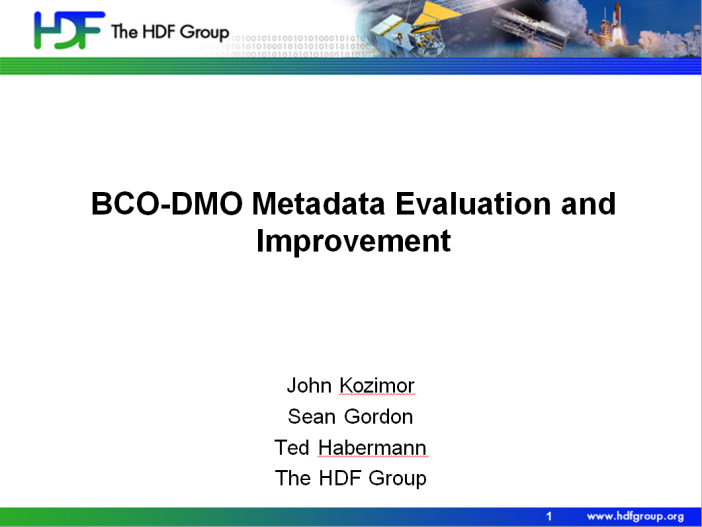 HDF The HDF Group
BCO-DMO Metadata Evaluation and
Improvement
John Kozimor
Sean Gordon
Ted Habermann
The HDF Group
1 www.hdfgroup.org